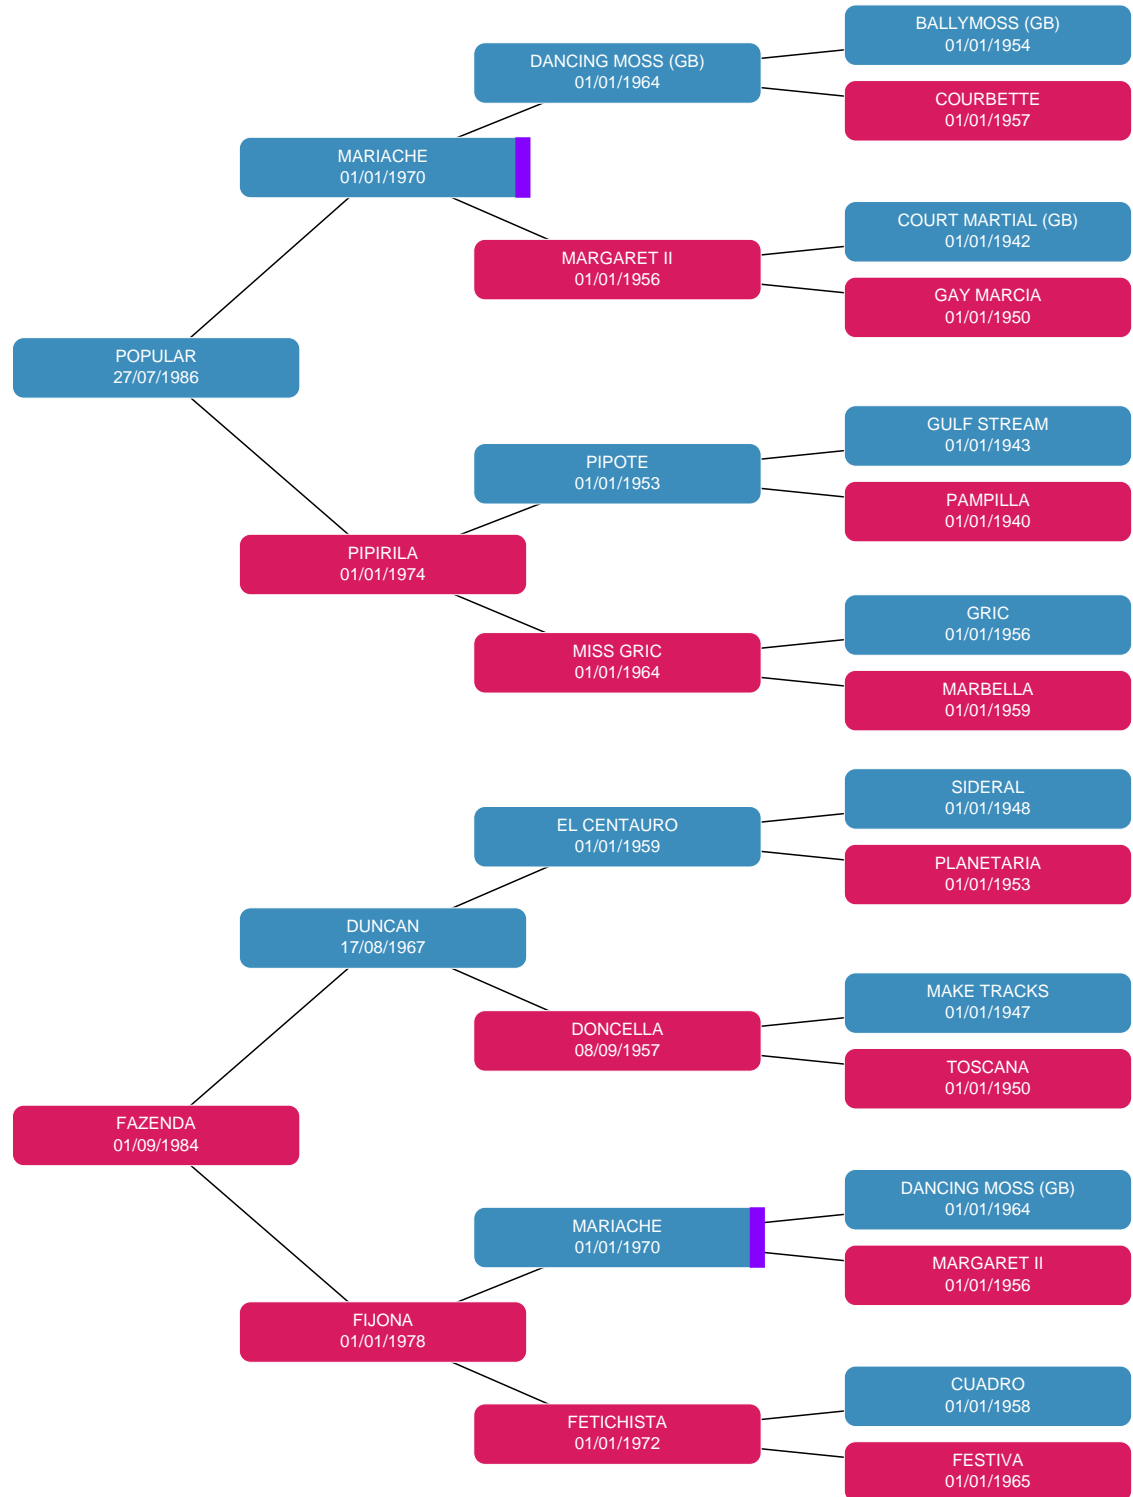 BALLYMOSS (GB)
01/01/1954
DANCING MOSS (GB)
01/01/1964
COURBETTE
01/01/1957
MARIACHE
01/01/1970
COURT MARTIAL (GB)
01/01/1942
MARGARET II
01/01/1956
GAY MARCIA
01/01/1950
POPULAR
27/07/1986
GULF STREAM
01/01/1943
PIPOTE
01/01/1953
PAMPILLA
01/01/1940
PIPIRILA
01/01/1974
GRIC
01/01/1956
MISS GRIC
01/01/1964
MARBELLA
01/01/1959
SIDERAL
01/01/1948
EL CENTAURO
01/01/1959
PLANETARIA
01/01/1953
DUNCAN
17/08/1967
MAKE TRACKS
01/01/1947
DONCELLA
08/09/1957
TOSCANA
01/01/1950
FAZENDA
01/09/1984
DANCING MOSS (GB)
01/01/1964
MARIACHE
01/01/1970
MARGARET II
01/01/1956
FIJONA
01/01/1978
CUADRO
01/01/1958
FETICHISTA
01/01/1972
FESTIVA
01/01/1965